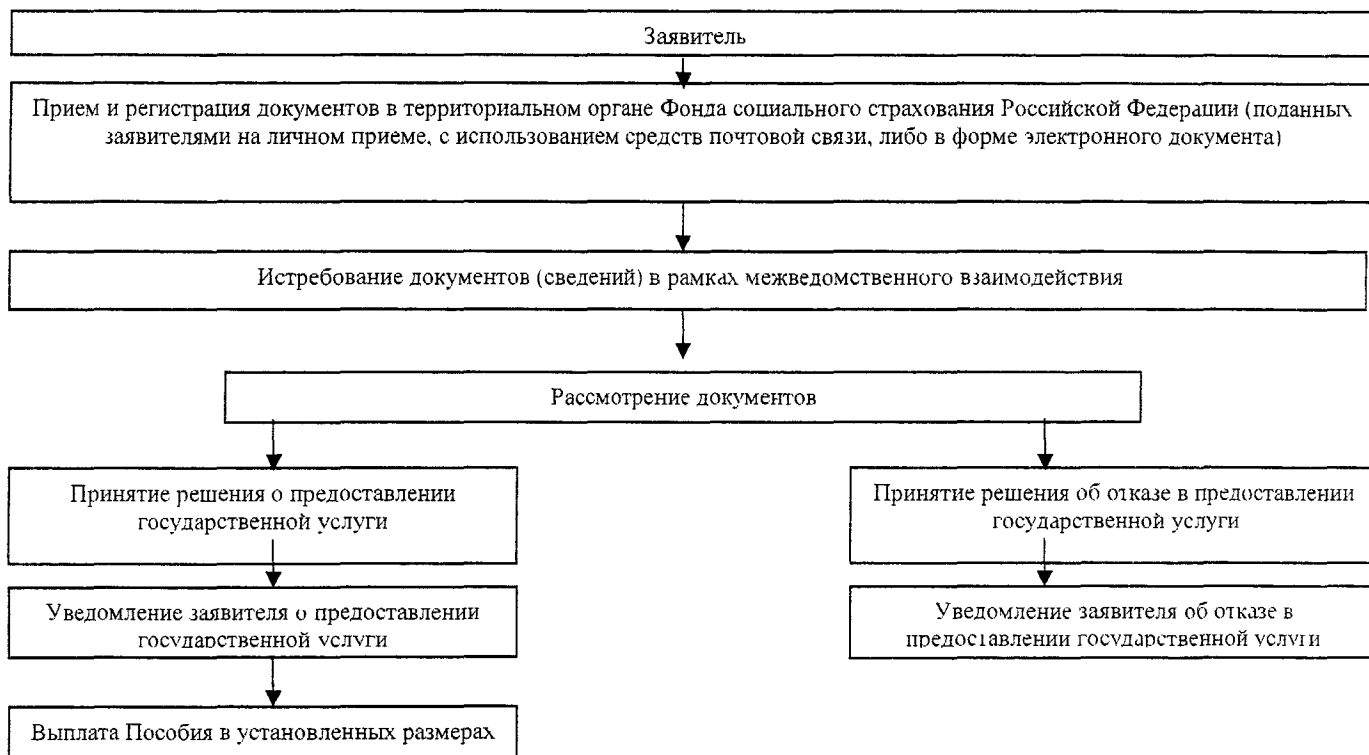 Заявитель
Прием и регистрация документов в территориальном органе Фонда социального страхования Российской Федерации (поданных
заявителями на личном приеме, с использованием средств почтовой связи, либо в форме электронного документа)
Истребование документов (сведений) в рамках межведомственного взаимодействия
Рассмотрение документов
Принятие решения о предоставлении
государственной услуги
Принятие решения об отказе в предоставлении
государственной услуги
Уведомление заявителя о предоставлении
государственной услуги
Уведомление заявителя об отказе в
предоставлении государственной услуги
Выплата Пособия в установленных размерах